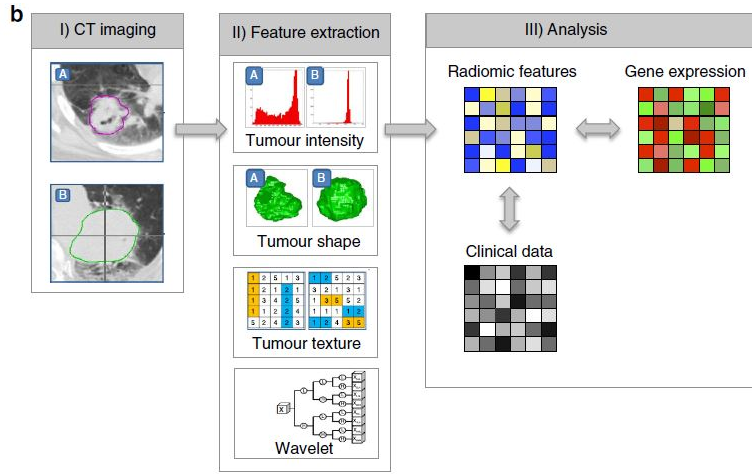 b
I) CT imaging
A
B
II) Feature extraction
A
B
Tumour intensity
A
B
Tumour shape
1 2 5 1 3
1 2 1 2 1
1 3 4 2 5
1 1 2 2 4
5 2 4 2 3
1 2 5 2 3
3 2 1 3 1
1 3 5 5 2
1 1 1 1 2
1 2 4 3 5
Tumour texture
X
Wavelet
III) Analysis
Radiomic features
Gene expression
Clinical data